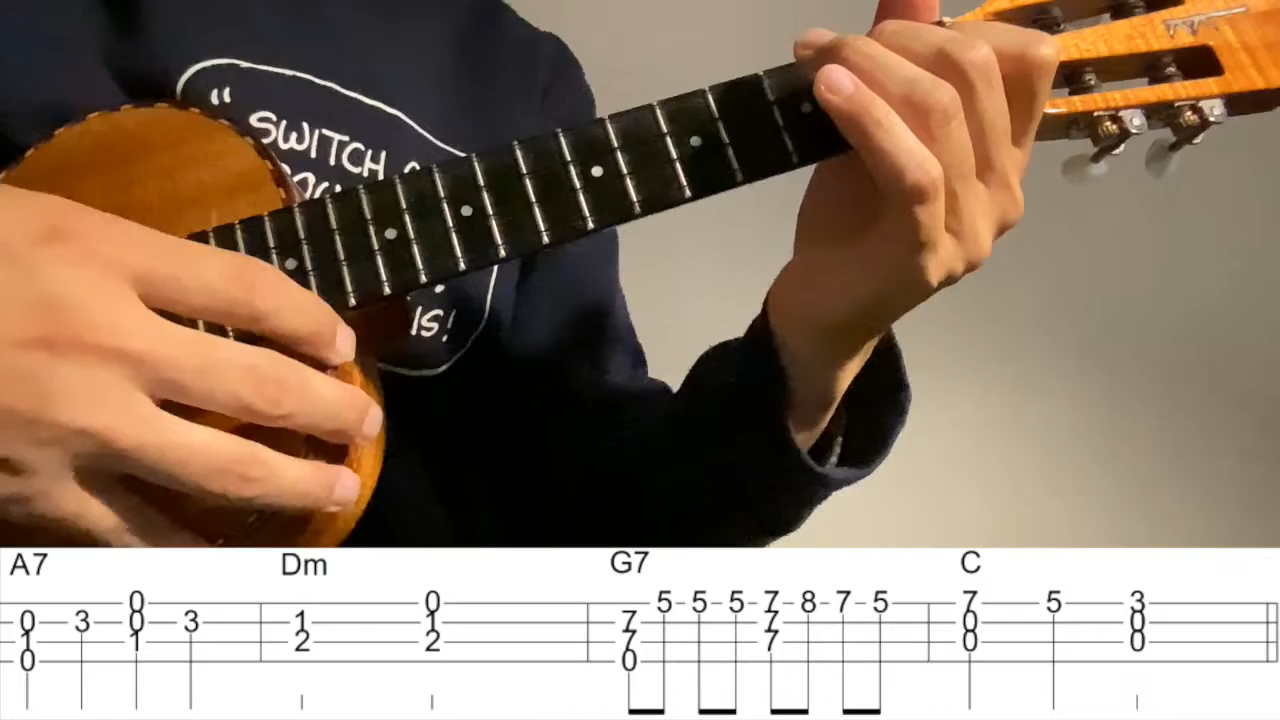 “SWITCH
IS!
A7 Dm G7 C
0 0 5 5 5 7 8 7 5 7 5 3
0 3 0 3 1 7 7 0 0
1 1 2 2 7 7 0 0
0 0